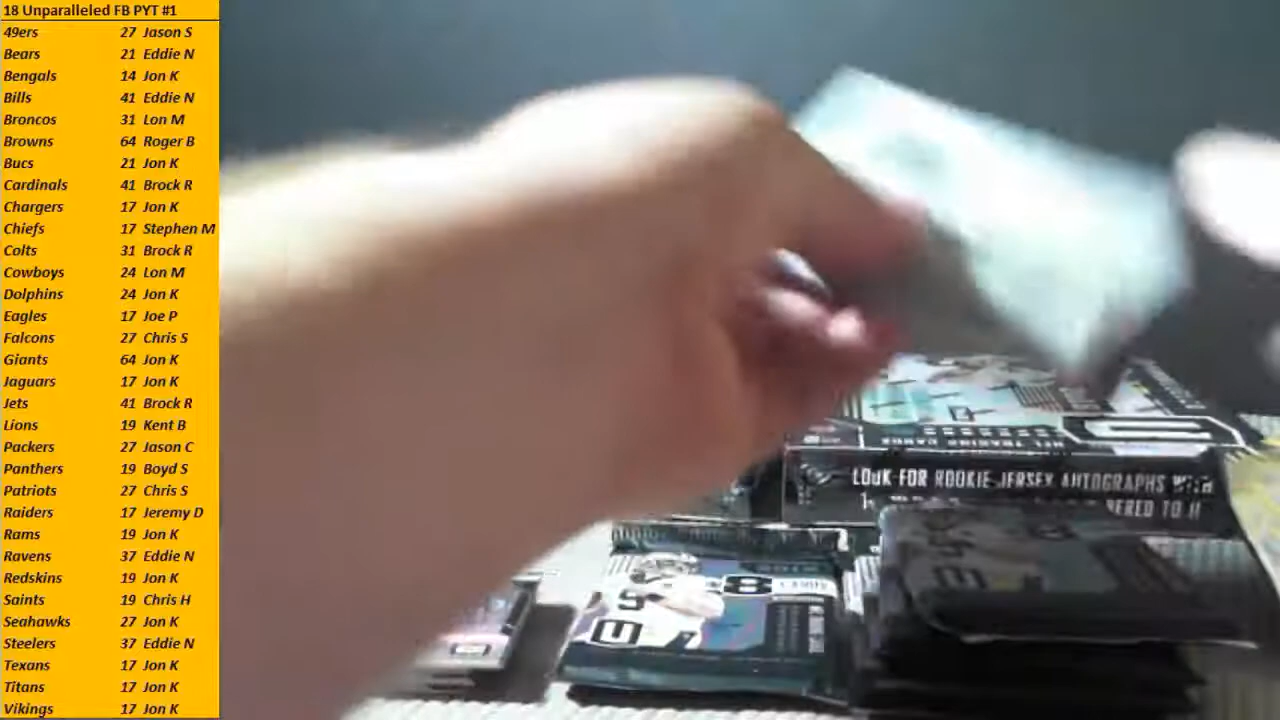 18 Unparalleled FB PYT #1
49ers 27 Jason S
Bears 21 Eddie N
Bengals 14 Jon K
Bills 41 Eddie N
Broncos 31 Lon M
Browns 64 Roger B
Bucs 21 Jon K
Cardinals 41 Brock R
Chargers 17 Jon K
Chiefs 17 Stephen M
Colts 31 Brock R
Cowboys 24 Lon M
Dolphins 24 Jon K
Eagles 17 Joe P
Falcons 27 Chris S
Giants 64 Jon K
Jaguars 17 Jon K
Jets 41 Brock R
Lions 19 Kent B
Packers 27 Jason C
Panthers 19 Boyd S
Patriots 27 Chris S
Raiders 17 Jeremy D
Rams 19 Jon K
Ravens 37 Eddie N
Redskins 19 Jon K
Saints 19 Chris H
Seahawks 27 Jon K
Steelers 37 Eddie N
Texans 17 Jon K
Titans 17 Jon K
Vikings 17 Jon K
NFL TRADING CARDS
LOOK FOR ROOKIE JERSEY AUTOGRAPHS WITH
8 CARDS